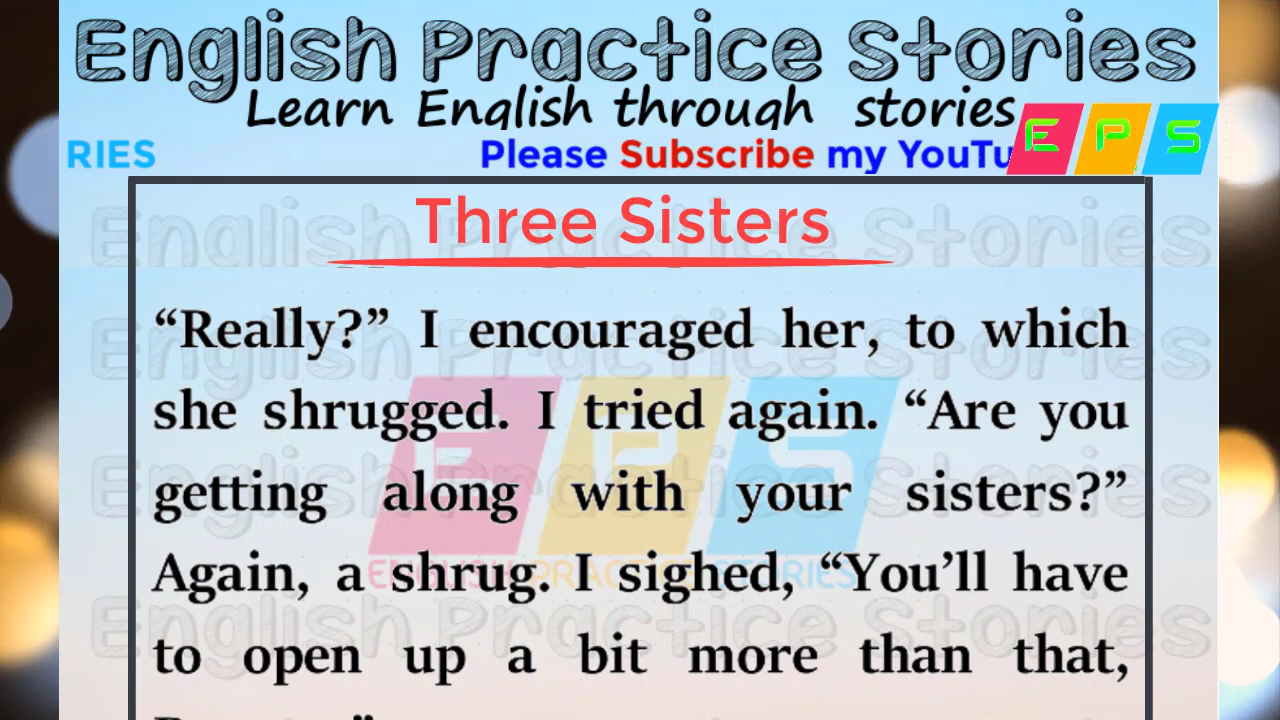 English Practice Stories
Learn English through stories
RIES Please Subscribe my YouTu
E P S
Three Sisters
“Really?” I encouraged her, to which
she shrugged. I tried again. “Are you
getting along with your sisters?”
Again, a shrug. I sighed, “You’ll have
to open up a bit more than that,